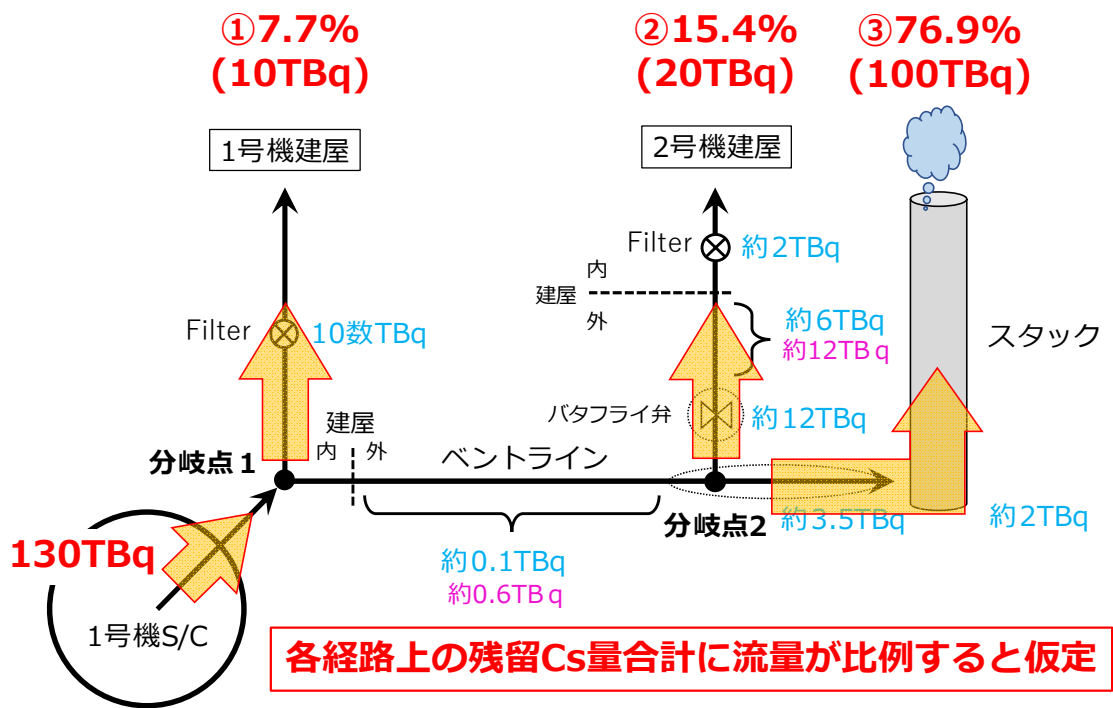 ①7.7%
(10TBq)
②15.4%
(20TBq)
③76.9%
(100TBq)
1号機建屋
2号機建屋
Filter
約2TBq
内
建屋
外
Filter
10数TBq
約6TBq
約12TBq
スタック
バタフライ弁
約12TBq
建屋
内 外
分岐点1
ベントライン
分岐点2
約3.5TBq
約2TBq
130TBq
約0.1TBq
約0.6TBq
1号機S/C
各経路上の残留Cs量合計に流量が比例すると仮定